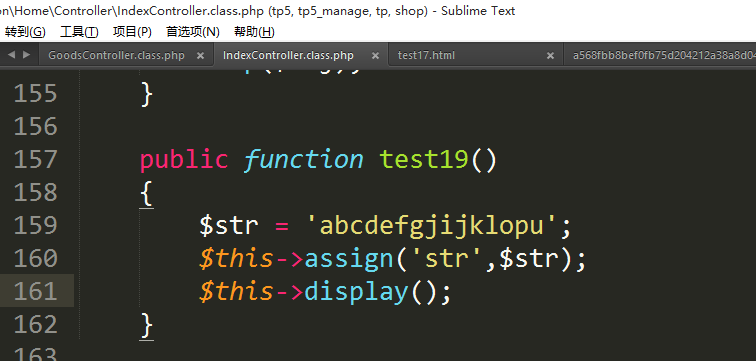 on\Home\Controller\IndexController.class.php (tp5, tp5_manage, tp, shop) - Sublime Text
转到(G) 工具(T) 项目(P) 首选项(N) 帮助(H)
GoodsController.class.php × IndexController.class.php × test17.html × a568fbb8bef0fb75d204212a38a8d04
155 }
156
157 public function test19()
158 {
159 $str = 'abcdefgjijklopu';
160 $this->assign('str',$str);
161 $this->display();
162 }
163